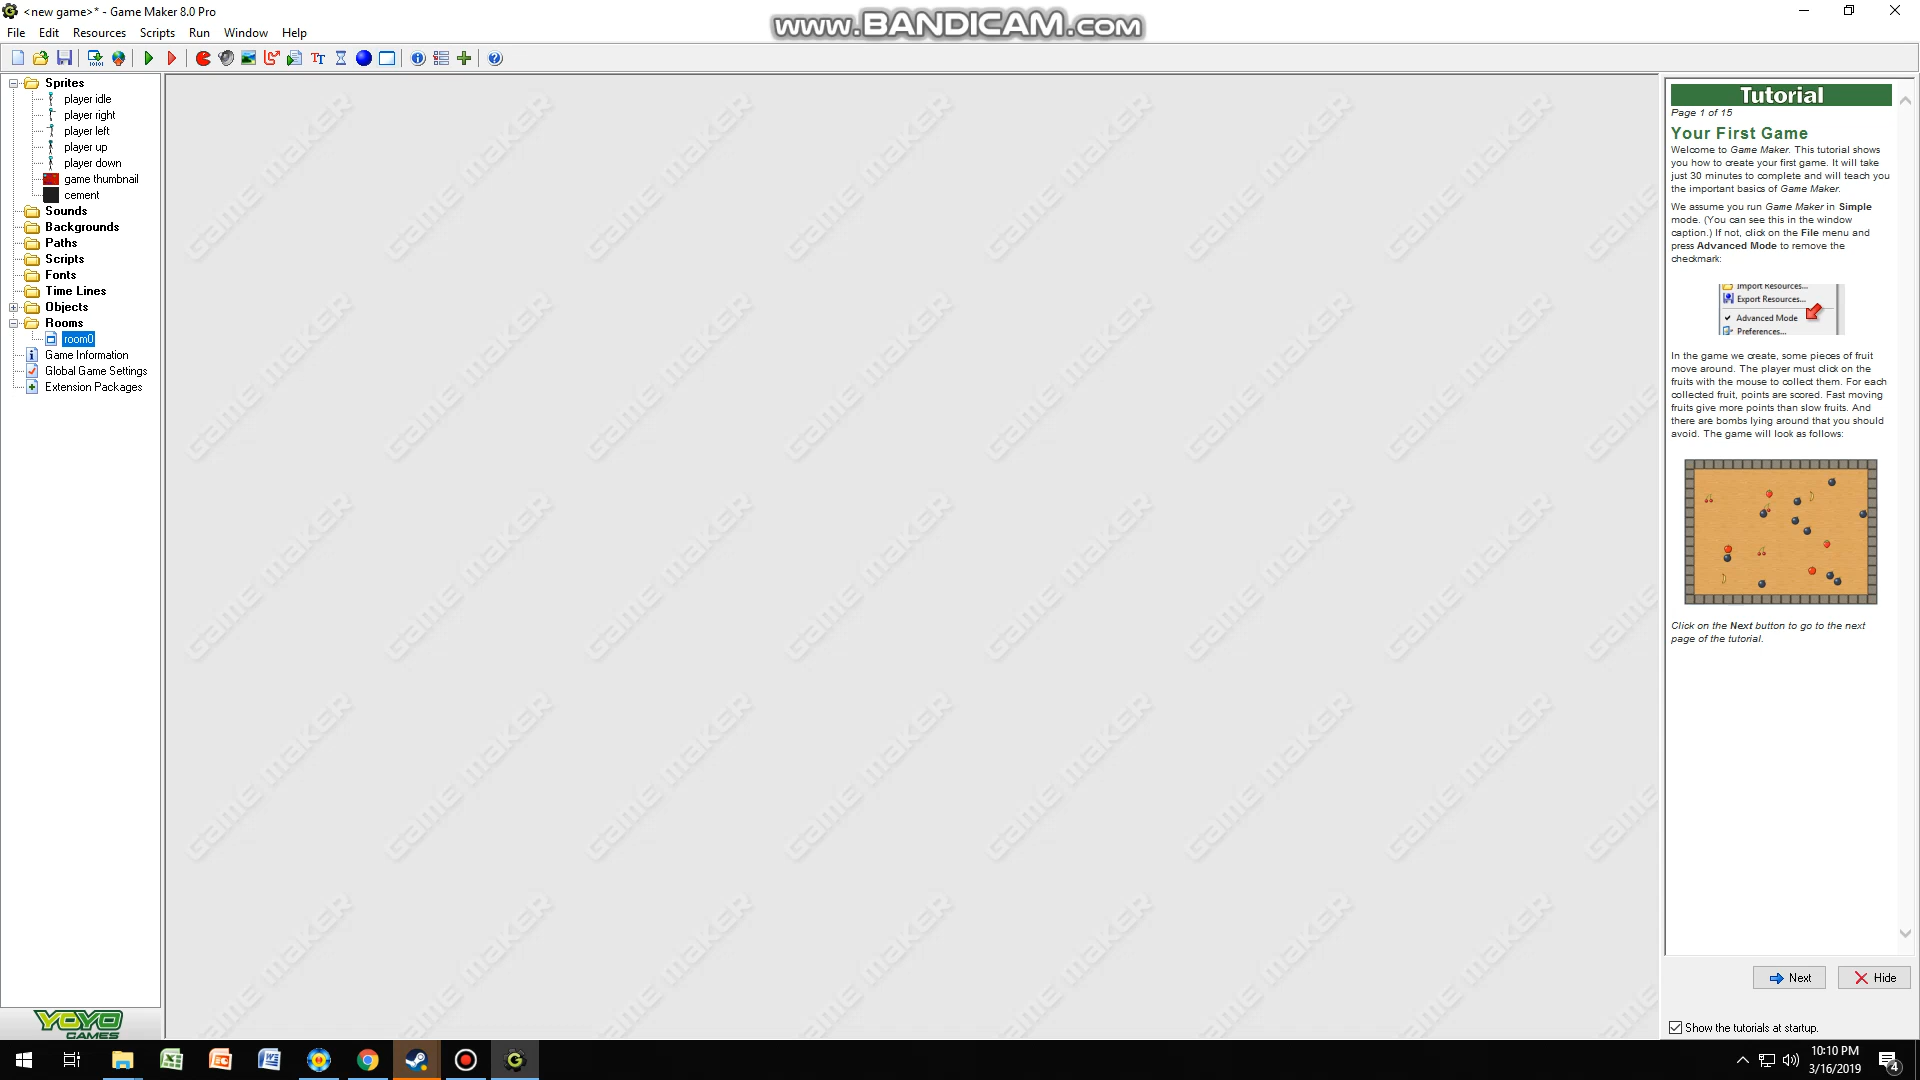 <new game>* - Game Maker 8.0 Pro
www.BANDICAM.com
File Edit Resources Scripts Run Window Help
Sprites
player idle
player right
player left
player up
player down
game thumbnail
cement
Sounds
Backgrounds
Paths
Scripts
Fonts
Time Lines
Objects
Rooms
room0
Game Information
Global Game Settings
Extension Packages
GAME MAKER
YOYO
GAMES
Tutorial
Page 1 of 15
Your First Game
Welcome to Game Maker. This tutorial shows
you how to create your first game. It will take
just 30 minutes to complete and will teach you
the important basics of Game Maker.
We assume you run Game Maker in Simple
mode. (You can see this in the window
caption.) If not, click on the File menu and
press Advanced Mode to remove the
checkmark:
Import Resources...
Export Resources...
Advanced Mode
Preferences...
In the game we create, some pieces of fruit
move around. The player must click on the
fruits with the mouse to collect them. For each
collected fruit, points are scored. Fast moving
fruits give more points than slow fruits. And
there are bombs lying around that you should
avoid. The game will look as follows:
Click on the Next button to go to the next
page of the tutorial.
Next Hide
Show the tutorials at startup.
10:10 PM
3/16/2019
4